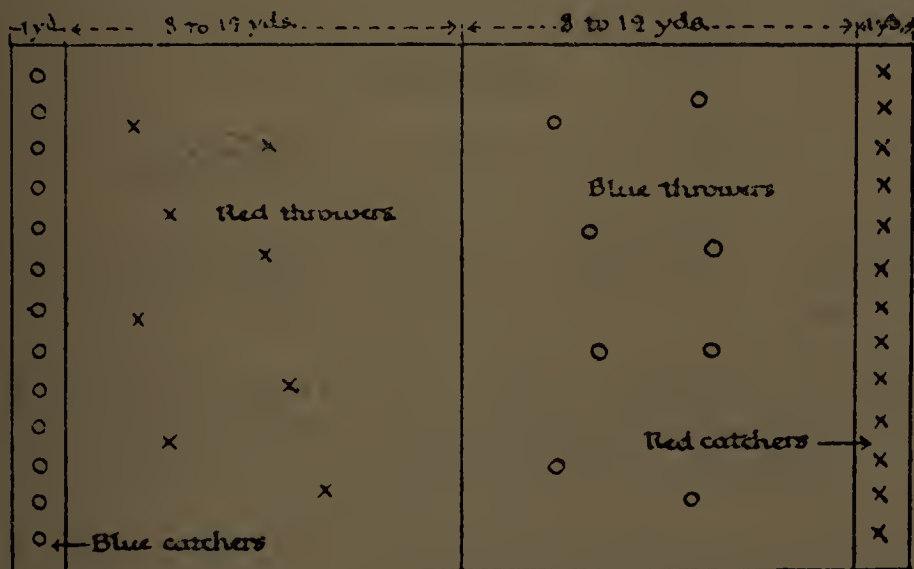 1 yd. 8 to 12 yds. 8 to 12 yds. 1 yd.
Blue throwers
Red throwers
Red catchers
Blue catchers